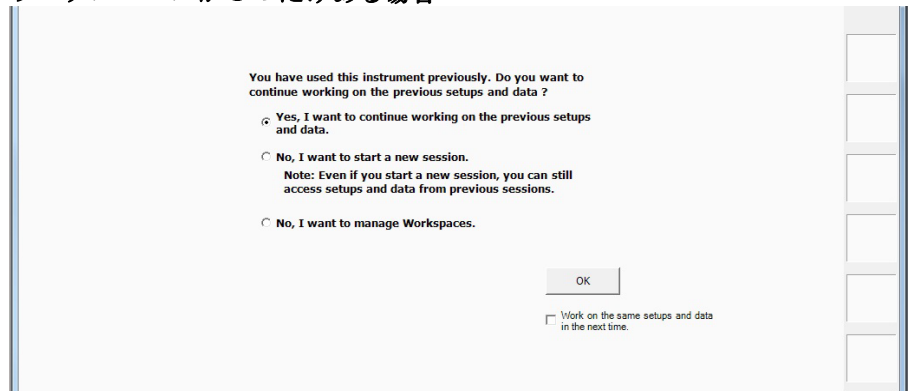 You have used this instrument previously. Do you want to
continue working on the previous setups and data ?
Yes, I want to continue working on the previous setups
and data.
No, I want to start a new session.
Note: Even if you start a new session, you can still
access setups and data from previous sessions.
No, I want to manage Workspaces.
OK
Work on the same setups and data
in the next time.